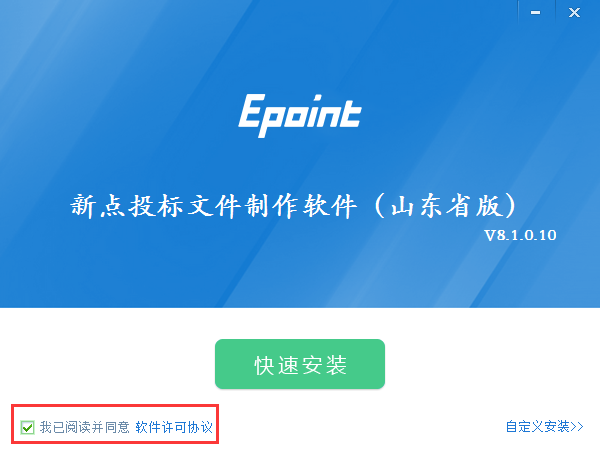 Epoint
新点投标文件制作软件（山东省版）
V8.1.0.10
快速安装
我已阅读并同意 软件许可协议
自定义安装>>